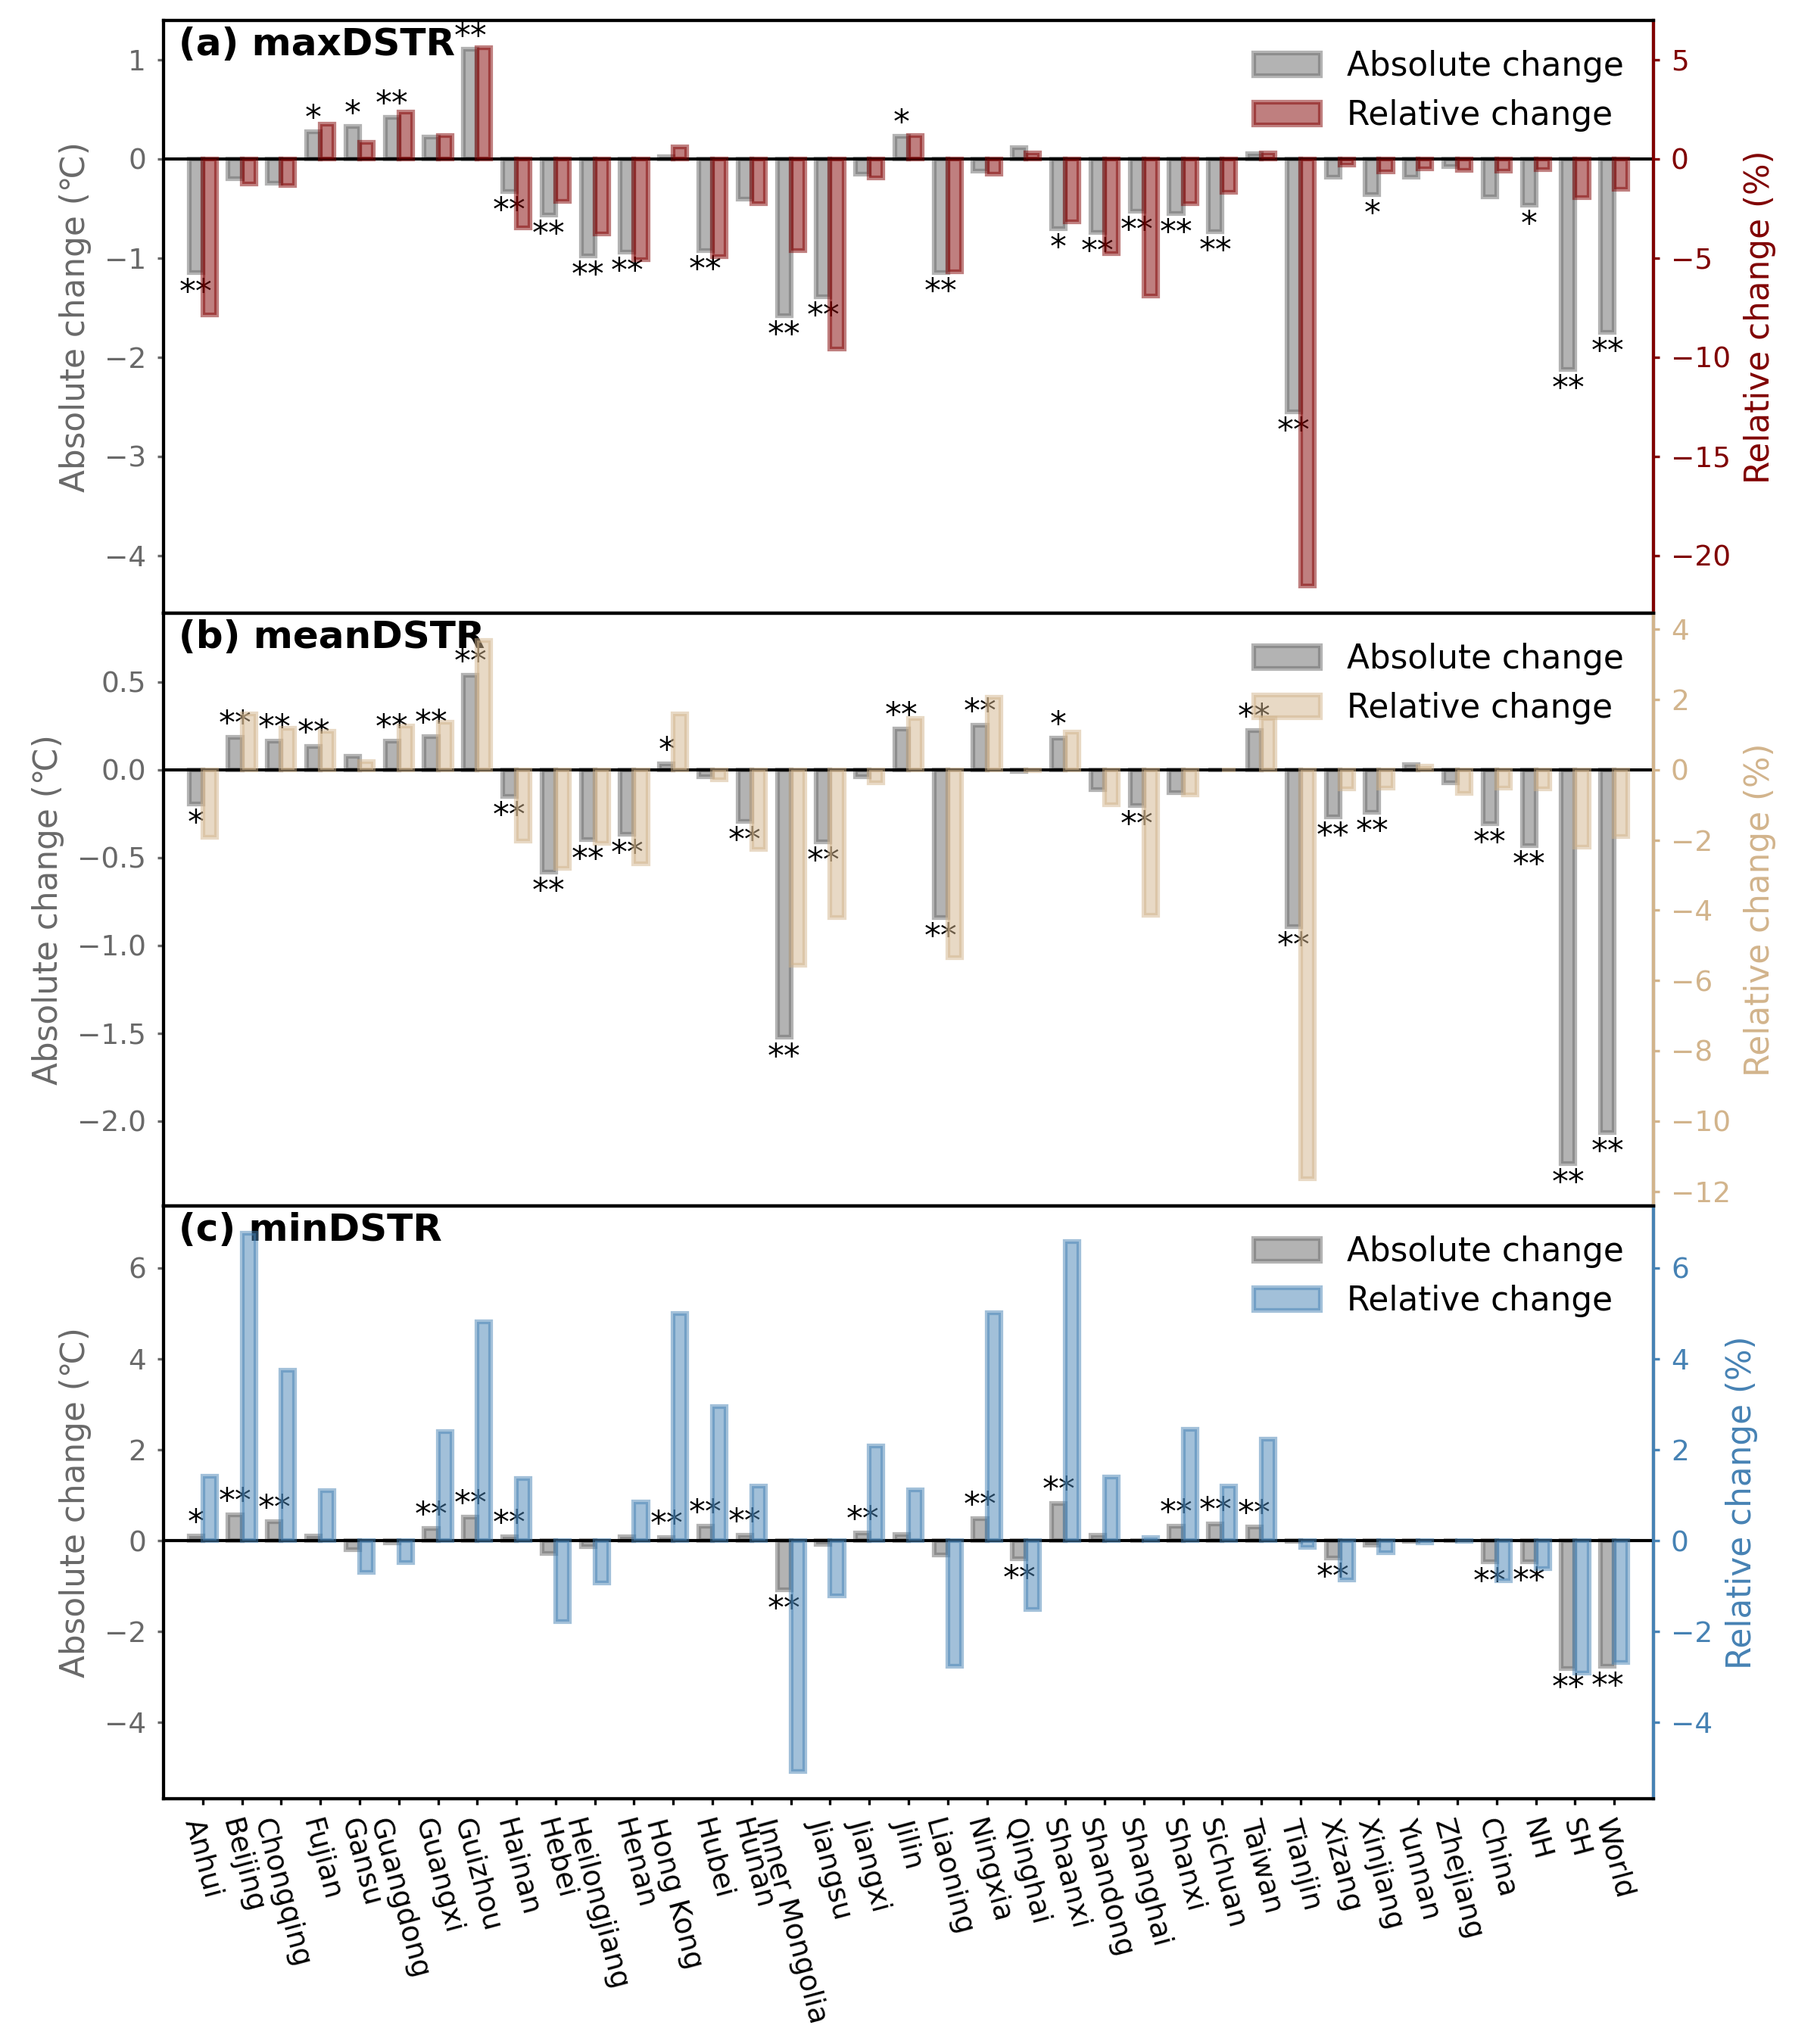 (a) maxDSTR
Absolute change
Relative change
Absolute change (℃)
1
0
−1
−2
−3
−4
Relative change (%)
5
0
−5
−10
−15
−20
** * * ** ** ** ** ** ** ** ** ** * ** * ** ** ** ** ** * * ** **
(b) meanDSTR
Absolute change
Relative change
Absolute change (℃)
0.5
0.0
−0.5
−1.0
−1.5
−2.0
Relative change (%)
4
2
0
−2
−4
−6
−8
−10
−12
* ** ** ** ** ** ** ** ** ** ** * ** ** ** ** ** ** * ** ** ** ** ** ** ** ** **
(c) minDSTR
Absolute change
Relative change
Absolute change (℃)
6
4
2
0
−2
−4
Relative change (%)
6
4
2
0
−2
−4
* ** ** ** ** ** ** ** ** ** ** ** ** ** ** ** ** ** ** ** ** **
Anhui
Beijing
Chongqing
Fujian
Gansu
Guangdong
Guangxi
Guizhou
Hainan
Hebei
Heilongjiang
Henan
Hong Kong
Hubei
Hunan
Inner Mongolia
Jiangsu
Jiangxi
Jilin
Liaoning
Ningxia
Qinghai
Shaanxi
Shandong
Shanghai
Shanxi
Sichuan
Taiwan
Tianjin
Xizang
Xinjiang
Yunnan
Zhejiang
China
NH
SH
World